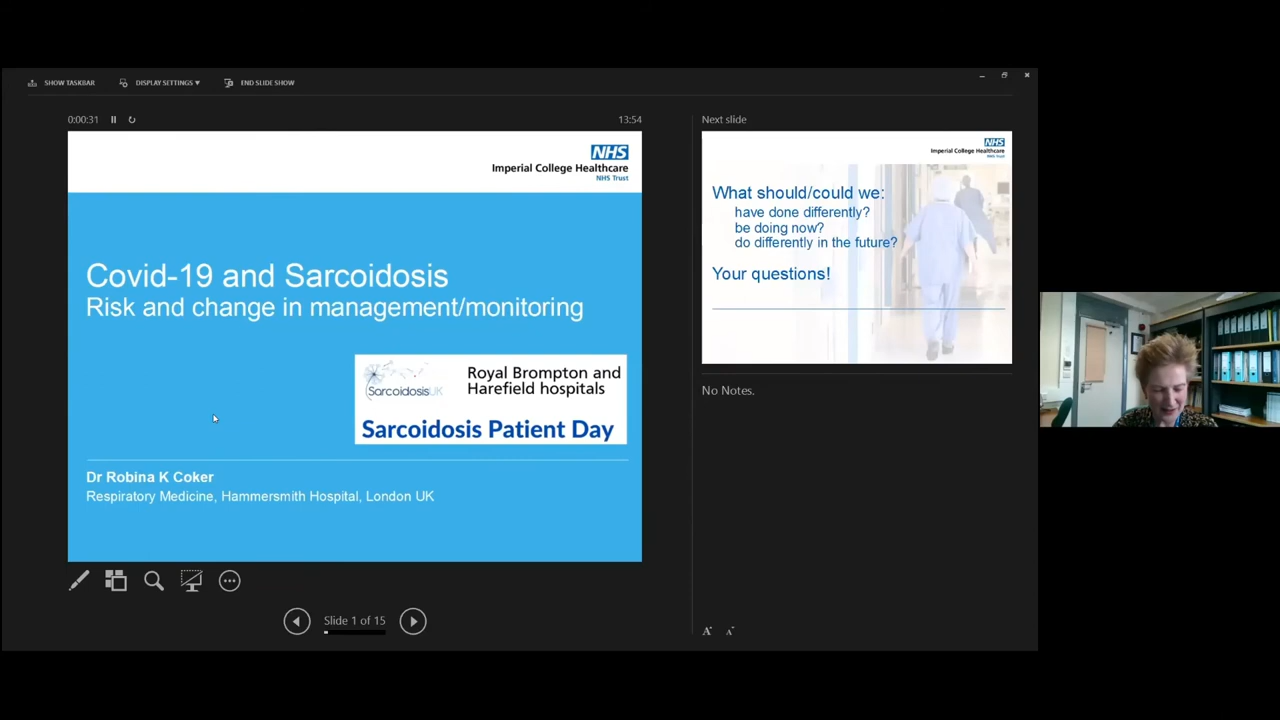 SHOW TASKBAR
DISPLAY SETTINGS ▼
END SLIDE SHOW
0:00:31
13:54
NHS
Imperial College Healthcare
NHS Trust
Covid-19 and Sarcoidosis
Risk and change in management/monitoring
SarcoidosisUK
Royal Brompton and
Harefield hospitals
Sarcoidosis Patient Day
Dr Robina K Coker
Respiratory Medicine, Hammersmith Hospital, London UK
Slide 1 of 15
Next slide
NHS
Imperial College Healthcare
NHS Trust
What should/could we:
have done differently?
be doing now?
do differently in the future?
Your questions!
No Notes.
A A